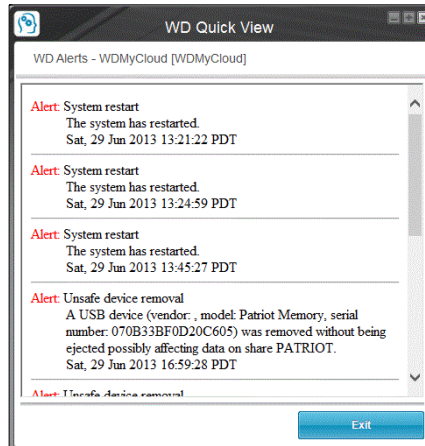 WD Quick View
WD Alerts - WDMyCloud [WDMyCloud]
Alert: System restart
The system has restarted.
Sat, 29 Jun 2013 13:21:22 PDT
Alert: System restart
The system has restarted.
Sat, 29 Jun 2013 13:24:59 PDT
Alert: System restart
The system has restarted.
Sat, 29 Jun 2013 13:45:27 PDT
Alert: Unsafe device removal
A USB device (vendor: , model: Patriot Memory, serial
number: 070B33BF0D20C605) was removed without being
ejected possibly affecting data on share PATRIOT.
Sat, 29 Jun 2013 16:59:28 PDT
Alert: Unsafe device removal
Exit